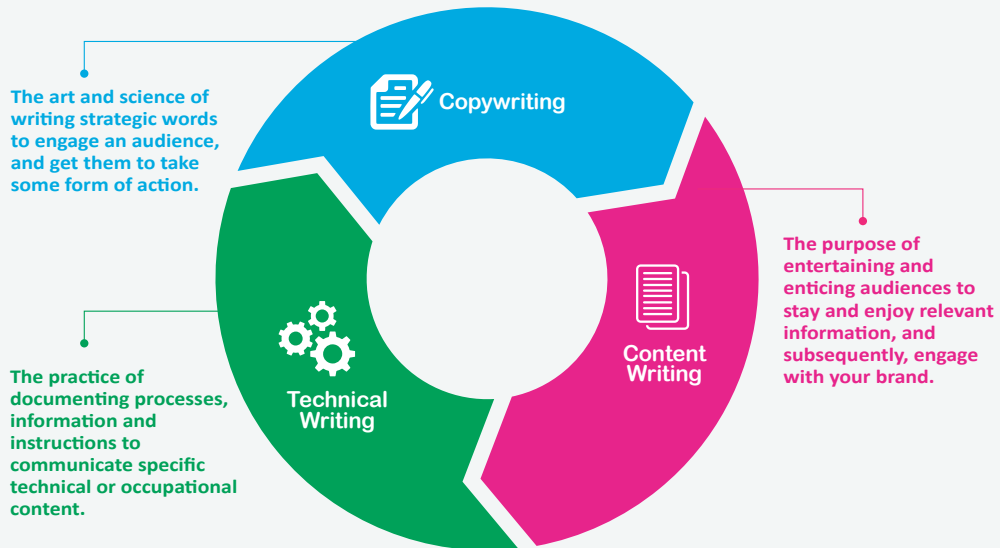 Copywriting
The art and science of
writing strategic words
to engage an audience,
and get them to take
some form of action.
Content
Writing
The purpose of
entertaining and
enticing audiences to
stay and enjoy relevant
information, and
subsequently, engage
with your brand.
Technical
Writing
The practice of
documenting processes,
information and
instructions to
communicate specific
technical or occupational
content.